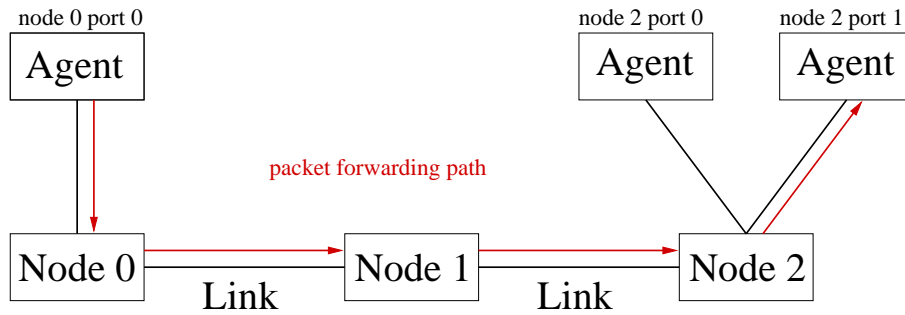 node 0 port 0
node 2 port 0
node 2 port 1
Agent
Agent
Agent
packet forwarding path
Node 0
Node 1
Node 2
Link
Link